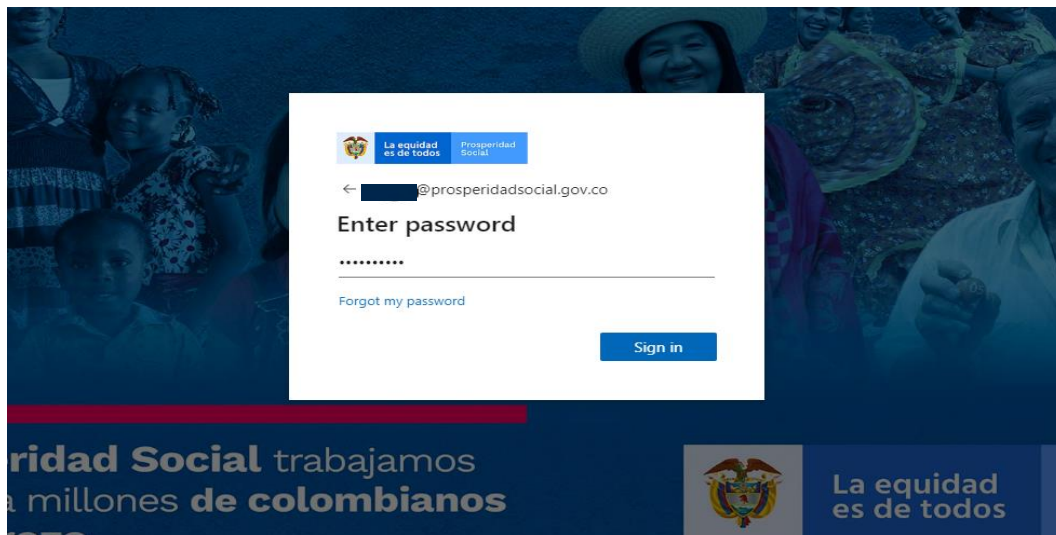 La equidad
es de todos
Prosperidad
Social
← @prosperidadsocial.gov.co
Enter password
••••••••••
Forgot my password
Sign in
ridad Social trabajamos
millones de colombianos
La equidad
es de todos